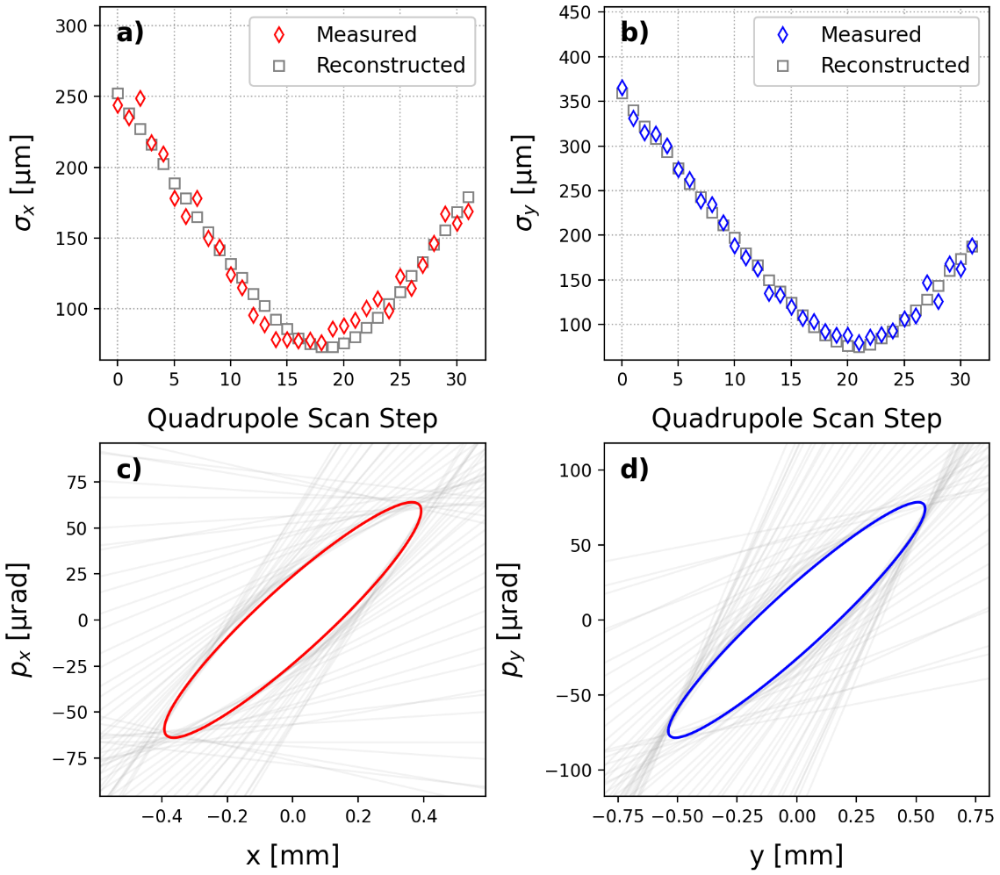 a)
Measured
Reconstructed
300
250
200
150
100
σx [μm]
0 5 10 15 20 25 30
Quadrupole Scan Step
b)
Measured
Reconstructed
450
400
350
300
250
200
150
100
σy [μm]
0 5 10 15 20 25 30
Quadrupole Scan Step
c)
75
50
25
0
−25
−50
−75
px [μrad]
−0.4 −0.2 0.0 0.2 0.4
x [mm]
d)
100
50
0
−50
−100
py [μrad]
−0.75 −0.50 −0.25 0.00 0.25 0.50 0.75
y [mm]